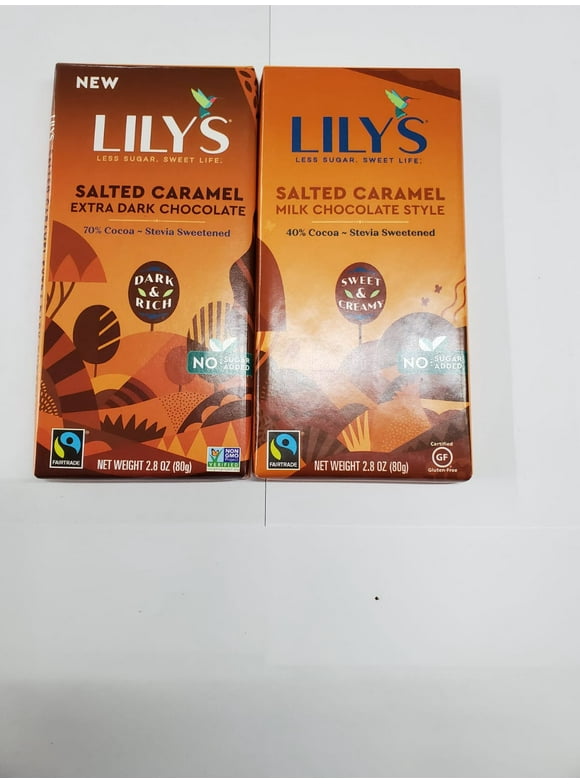 NEW
LILY'S
LESS SUGAR. SWEET LIFE.
SALTED CARAMEL
EXTRA DARK CHOCOLATE
70% Cocoa ~ Stevia Sweetened
DARK
&
RICH
NO SUGAR
ADDED
FAIRTRADE
NET WEIGHT 2.8 OZ (80g)
NON
GMO
Project
VERIFIED
LILY'S
LESS SUGAR. SWEET LIFE.
SALTED CARAMEL
MILK CHOCOLATE STYLE
40% Cocoa ~ Stevia Sweetened
SWEET
&
CREAMY
NO SUGAR
ADDED
FAIRTRADE
NET WEIGHT 2.8 OZ (80g)
Certified
GF
Gluten-Free